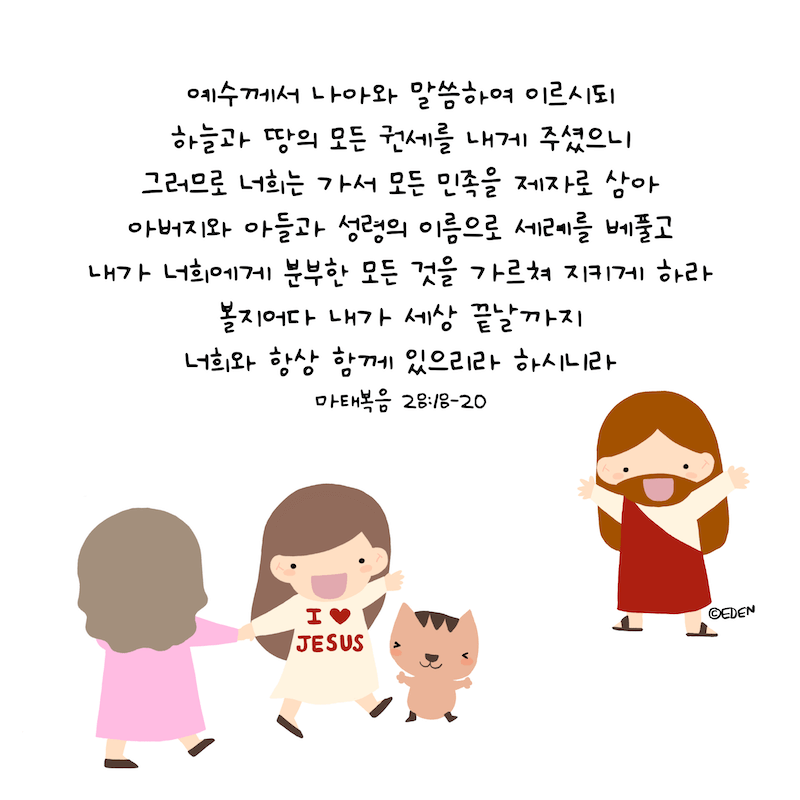 예수께서 나아와 말씀하여 이르시되
하늘과 땅의 모든 권세를 내게 주셨으니
그러므로 너희는 가서 모든 민족을 제자로 삼아
아버지와 아들과 성령의 이름으로 세례를 베풀고
내가 너희에게 분부한 모든 것을 가르쳐 지키게 하라
볼지어다 내가 세상 끝날까지
너희와 항상 함께 있으리라 하시니라
마태복음 28:18-20
I ♥
JESUS
©EDEN